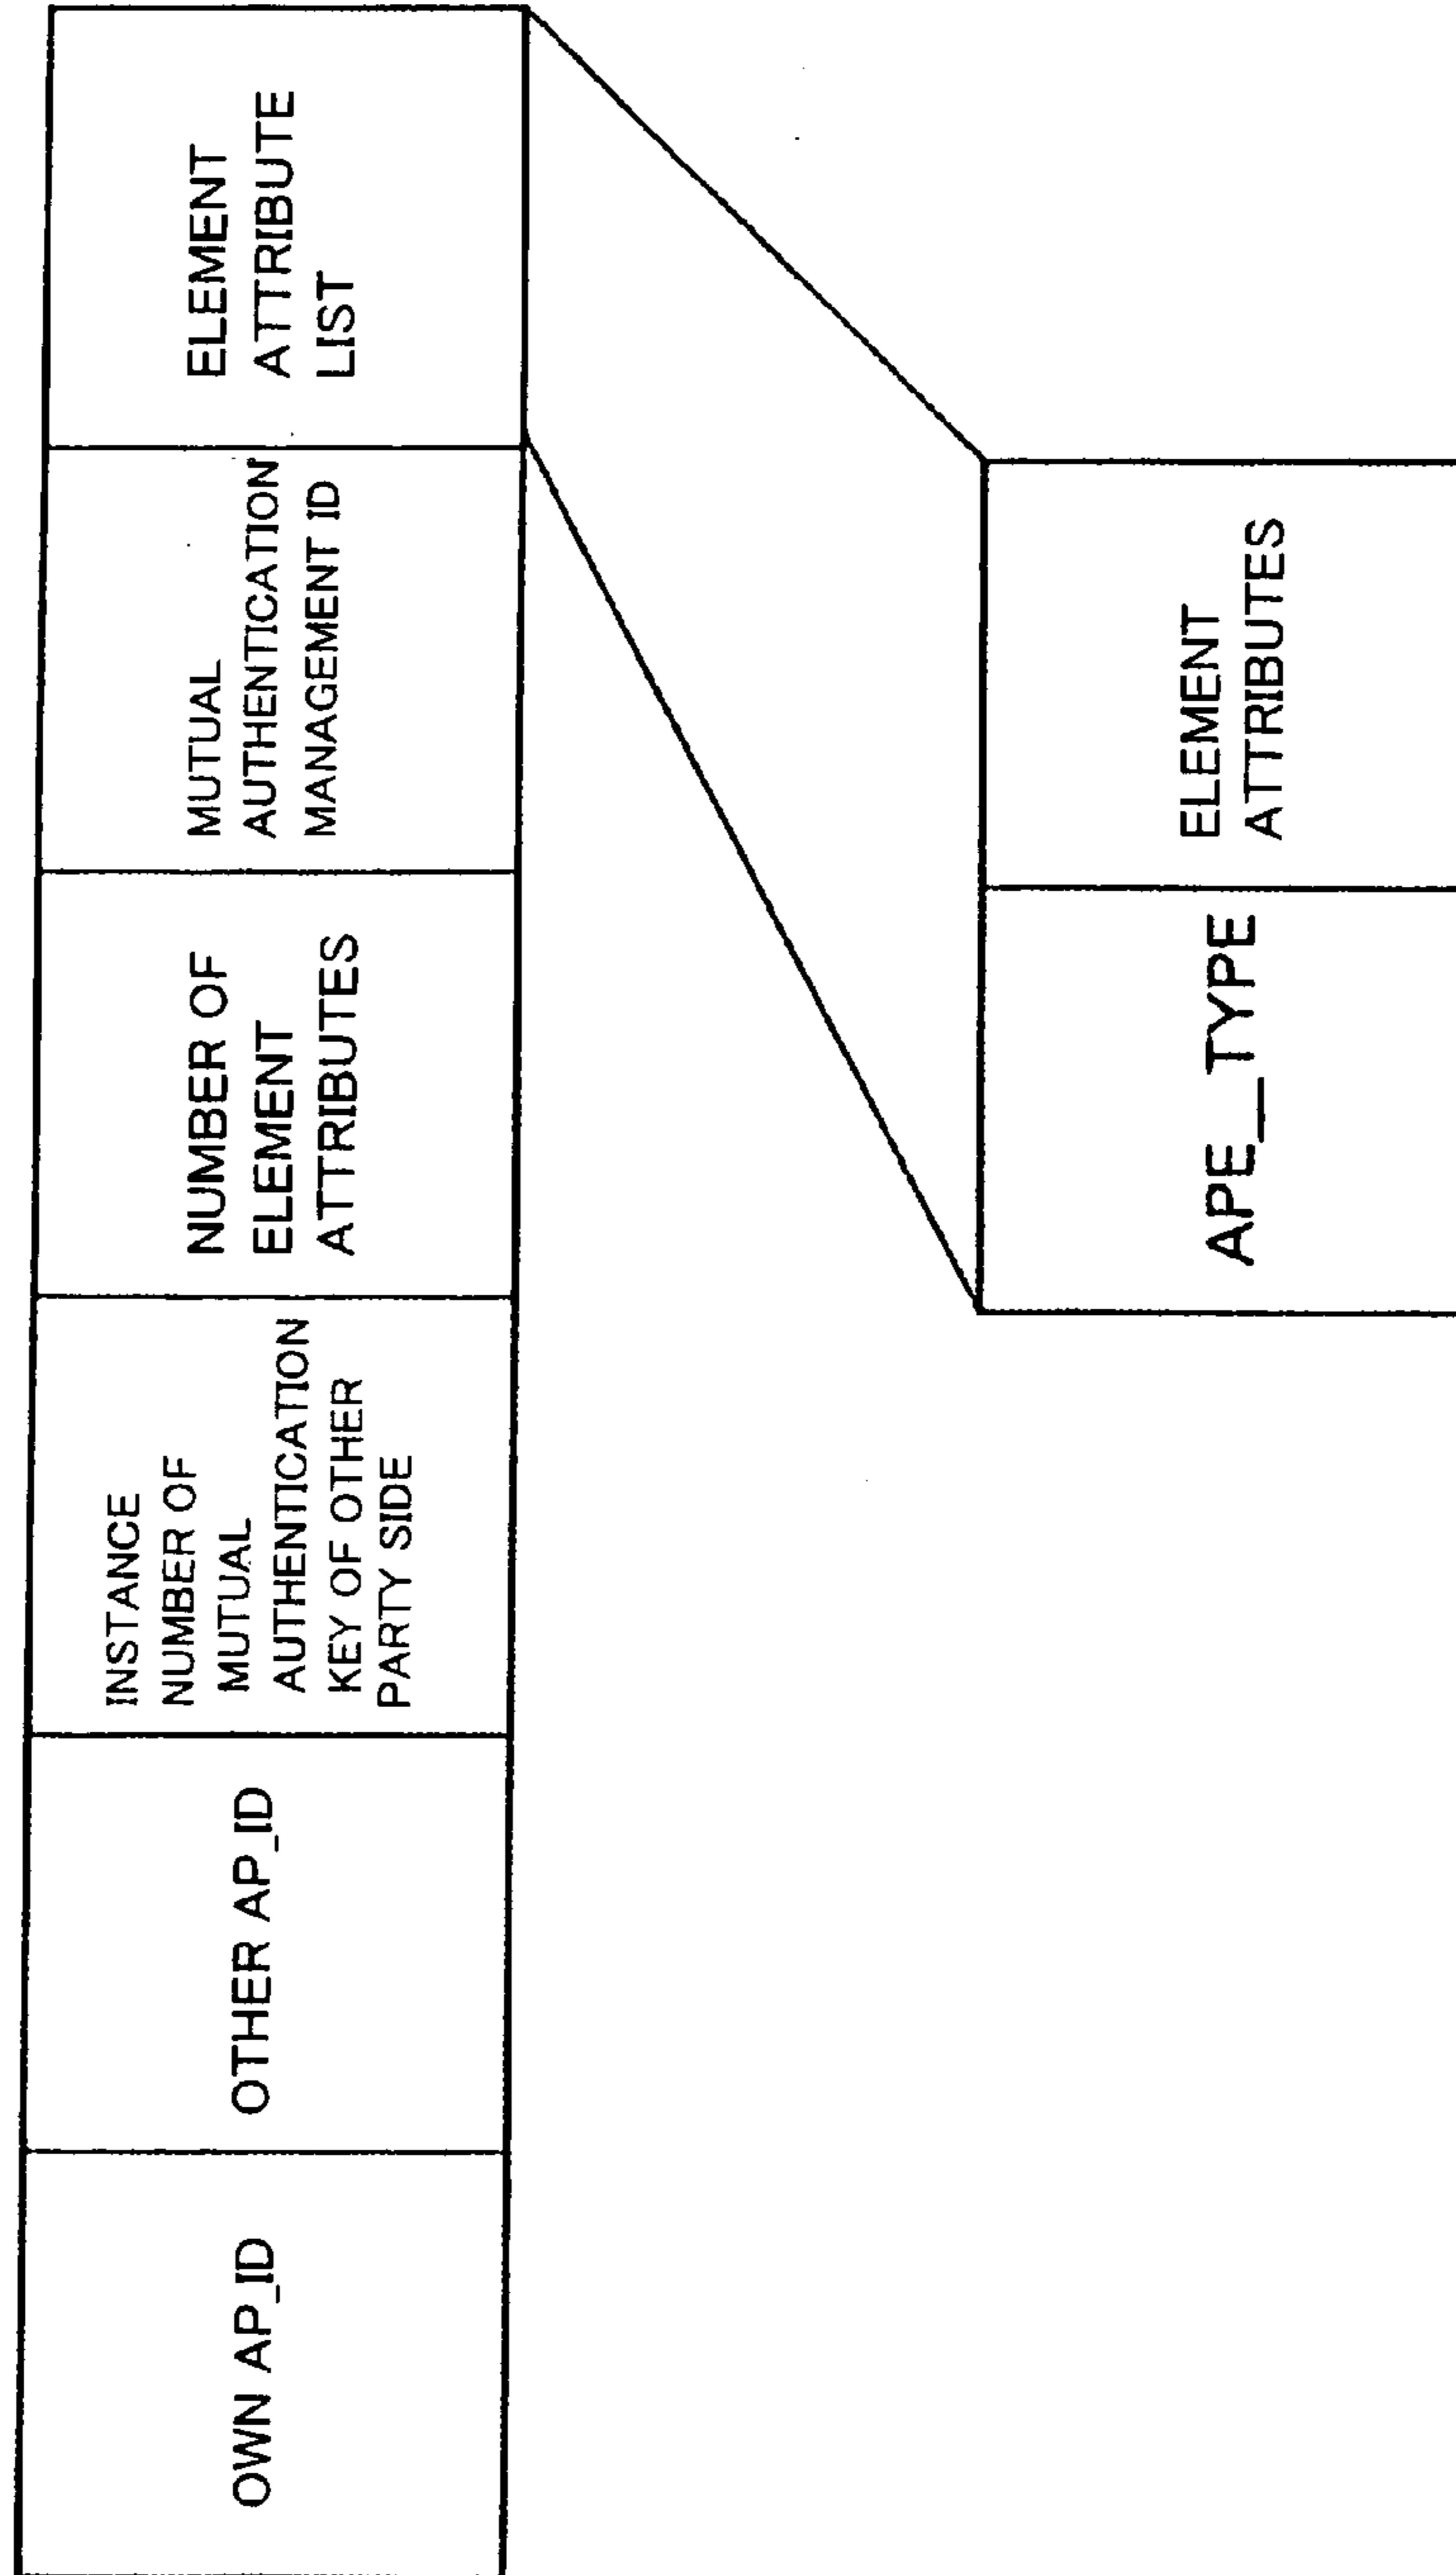 OWN AP_ID
OTHER AP_ID
INSTANCE
NUMBER OF
MUTUAL
AUTHENTICATION
KEY OF OTHER
PARTY SIDE
NUMBER OF
ELEMENT
ATTRIBUTES
MUTUAL
AUTHENTICATION
MANAGEMENT ID
ELEMENT
ATTRIBUTE
LIST
APE_TYPE
ELEMENT
ATTRIBUTES